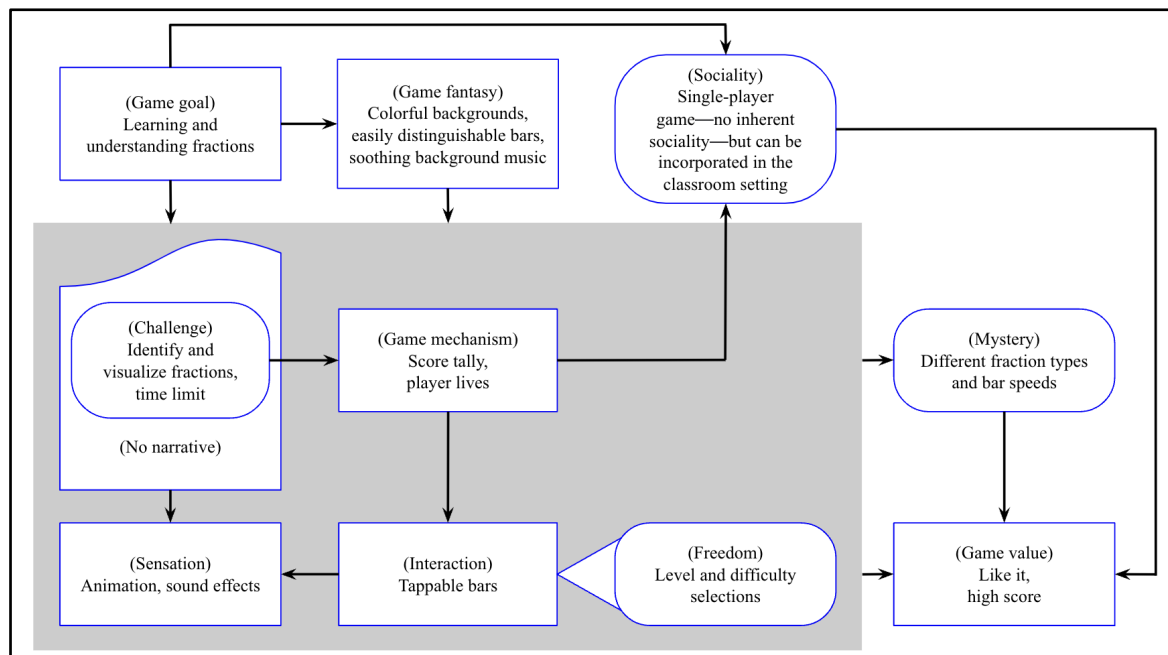 (Game goal)
Learning and
understanding fractions
(Game fantasy)
Colorful backgrounds,
easily distinguishable bars,
soothing background music
(Sociality)
Single-player
game—no inherent
sociality—but can be
incorporated in the
classroom setting
(Challenge)
Identify and
visualize fractions,
time limit
(No narrative)
(Game mechanism)
Score tally,
player lives
(Mystery)
Different fraction types
and bar speeds
(Sensation)
Animation, sound effects
(Interaction)
Tappable bars
(Freedom)
Level and difficulty
selections
(Game value)
Like it,
high score